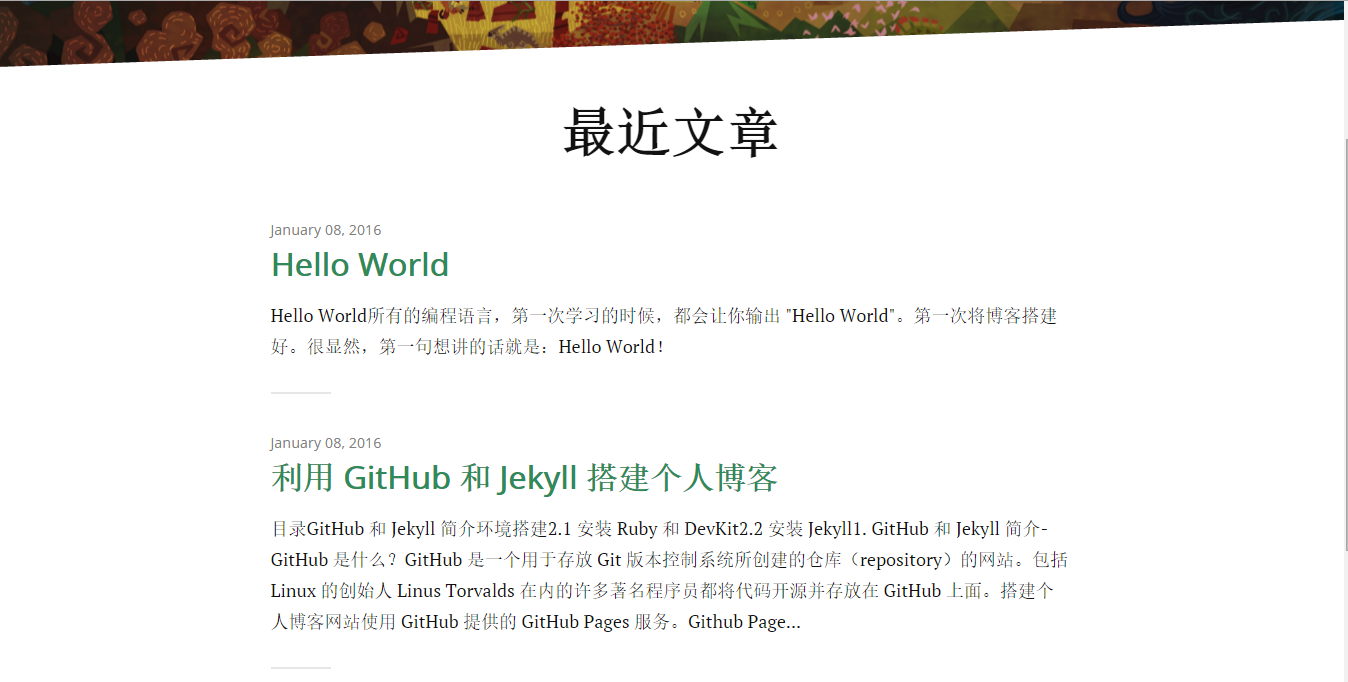 最近文章
January 08, 2016
Hello World
Hello World所有的编程语言，第一次学习的时候，都会让你输出 "Hello World"。第一次将博客搭建
好。很显然，第一句想讲的话就是：Hello World！
January 08, 2016
利用 GitHub 和 Jekyll 搭建个人博客
目录GitHub 和 Jekyll 简介环境搭建2.1 安装 Ruby 和 DevKit2.2 安装 Jekyll1. GitHub 和 Jekyll 简介-
GitHub 是什么？GitHub 是一个用于存放 Git 版本控制系统所创建的仓库（repository）的网站。包括
Linux 的创始人 Linus Torvalds 在内的许多著名程序员都将代码开源并存放在 GitHub 上面。搭建个
人博客网站使用 GitHub 提供的 GitHub Pages 服务。Github Page...